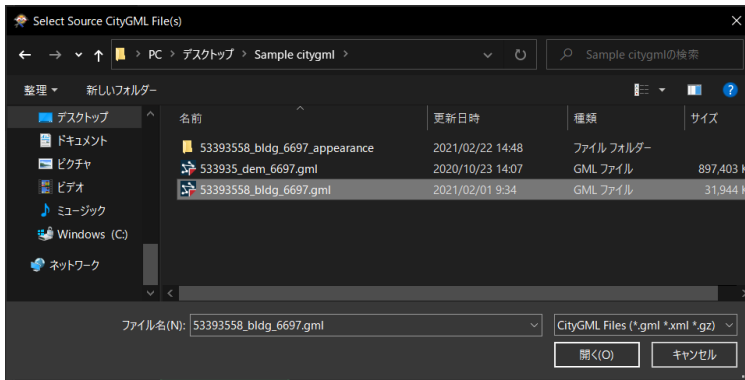 Select Source CityGML File(s)
PC > デスクトップ > Sample citygml >
Sample citygmlの検索
整理
新しいフォルダー
デスクトップ
ドキュメント
ピクチャ
ビデオ
ミュージック
Windows (C:)
ネットワーク
名前 更新日時 種類 サイズ
53393558_bldg_6697_appearance 2021/02/22 14:48 ファイル フォルダー
533935_dem_6697.gml 2020/10/23 14:07 GML ファイル 897,403 K
53393558_bldg_6697.gml 2021/02/01 9:34 GML ファイル 31,944 K
ファイル名(N): 53393558_bldg_6697.gml
CityGML Files (*.gml *.xml *.gz)
開く(O) キャンセル